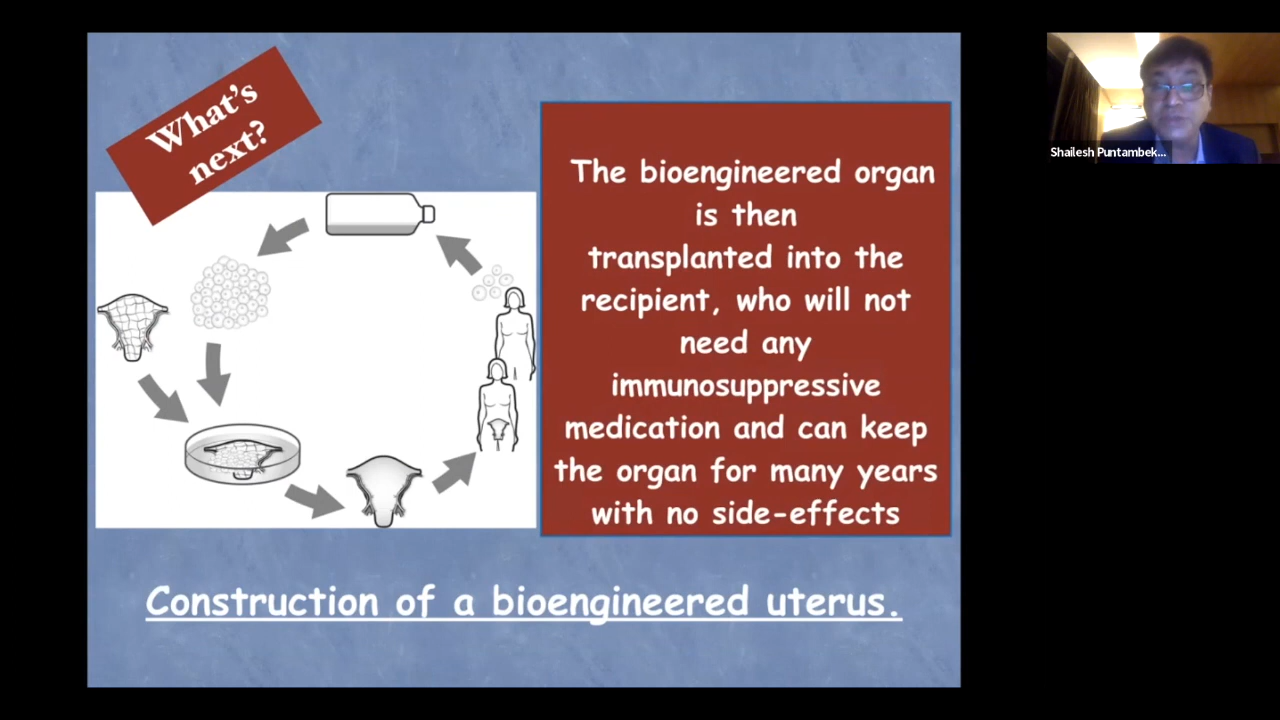 What's
next?
The bioengineered organ
is then
transplanted into the
recipient, who will not
need any
immunosuppressive
medication and can keep
the organ for many years
with no side-effects
Construction of a bioengineered uterus.
Shailesh Puntambek...